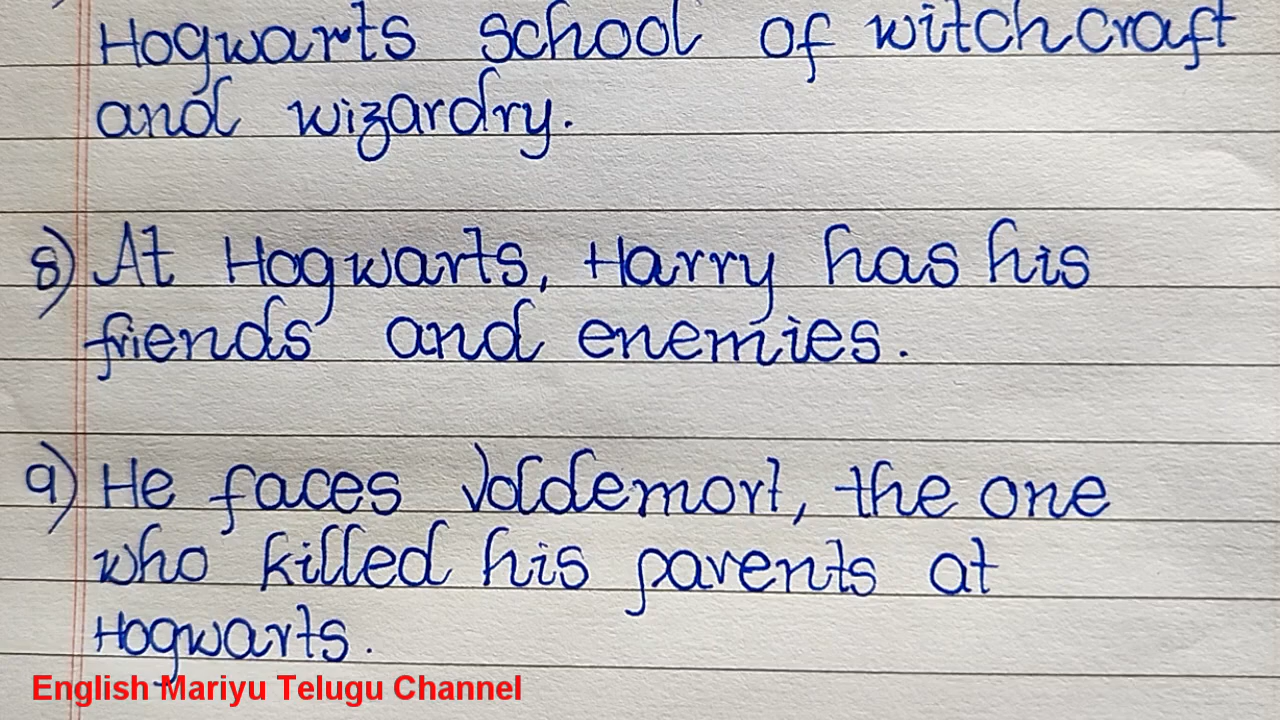 Hogwarts school of witchcraft
and wizardry.
8) At Hogwarts, Harry has his
friends and enemies.
9) He faces Voldemort, the one
who killed his parents at
Hogwarts.
English Mariyu Telugu Channel